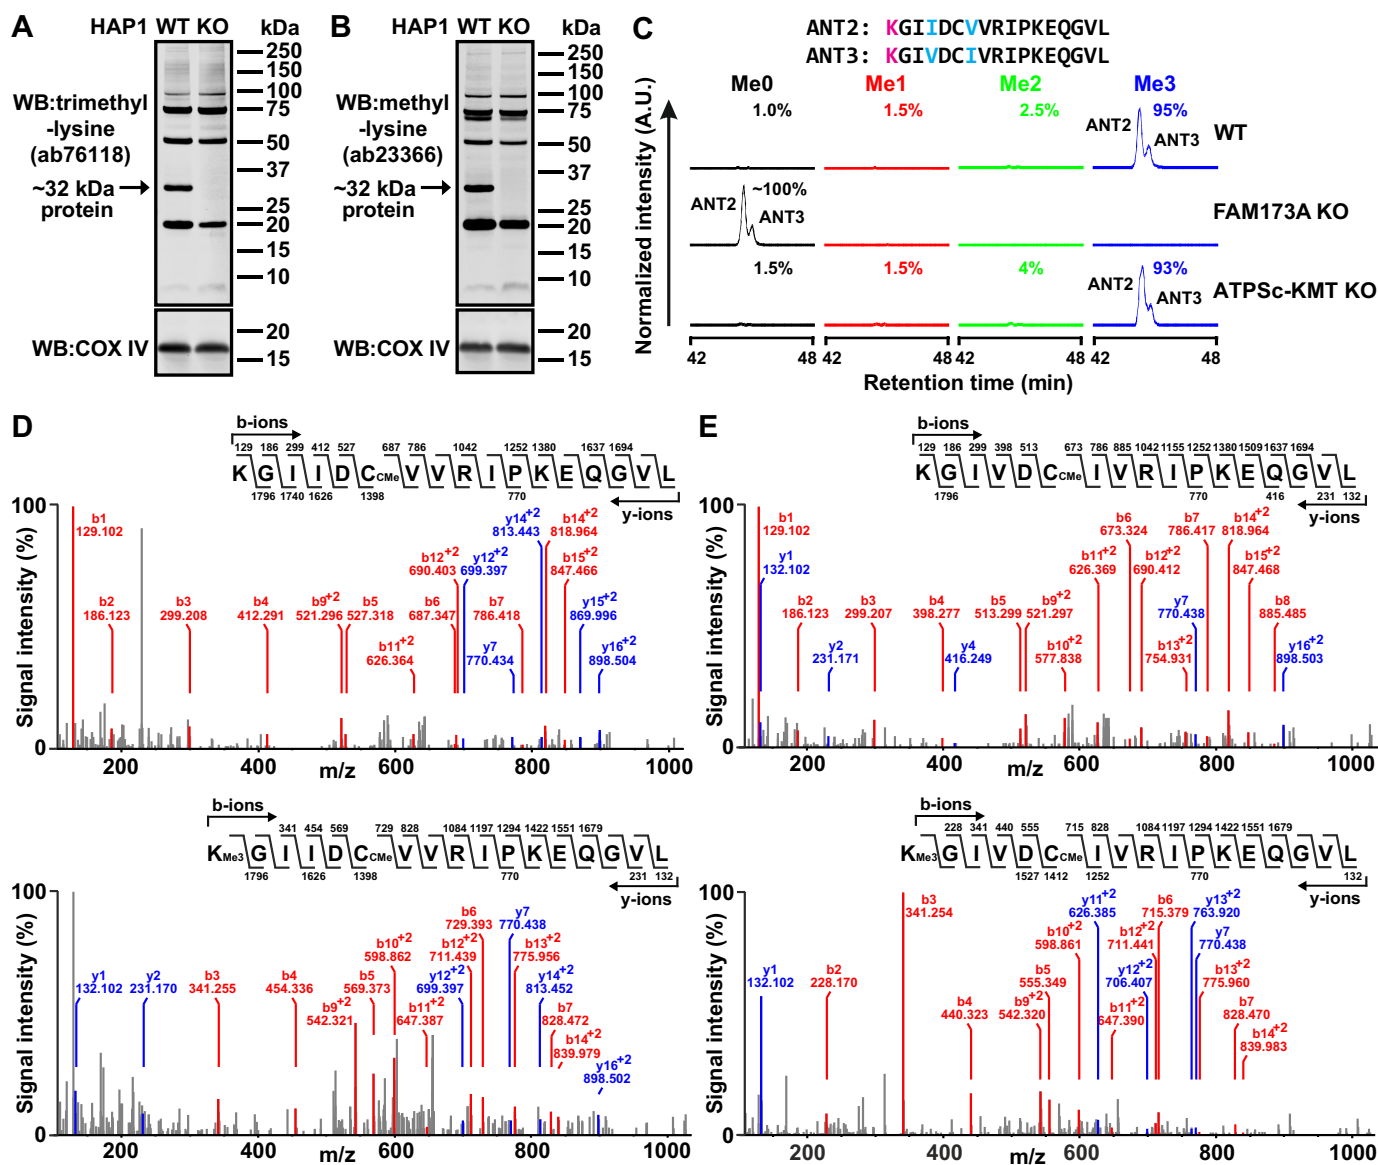 A
HAP1 WT KO kDa
WB:trimethyl
-lysine
(ab76118)
~32 kDa
protein
250
150
100
75
50
37
25
20
15
10
WB:COX IV
20
15
B
HAP1 WT KO kDa
WB:methyl
-lysine
(ab23366)
~32 kDa
protein
250
150
100
75
50
37
25
20
15
10
WB:COX IV
20
15
C
ANT2: KGIIDCVVRIPKEQGVL
ANT3: KGIVDCIVRIPKEQGVL
Normalized intensity (A.U.)
Me0 Me1 Me2 Me3
1.0% 1.5% 2.5% 95%
ANT2 ANT3
WT
~100%
ANT2 ANT3
FAM173A KO
1.5% 1.5% 4% 93%
ANT2 ANT3
ATPSc-KMT KO
42 48 42 48 42 48 42 48
Retention time (min)
D
b-ions
129 186 299 412 527 687 786 1042 1252 1380 1637 1694
K G I I D C CMe V V R I P K E Q G V L
1796 1740 1626 1398 770
y-ions
Signal intensity (%)
100
0
b1
129.102
b2
186.123
b3
299.208
b4
412.291
b9+2
521.296
b5
527.318
b11+2
626.364
b6
687.347
b12+2
690.403
y12+2
699.397
y7
770.434
b7
786.418
y14+2
813.443
b14+2
818.964
b15+2
847.466
y15+2
869.996
y16+2
898.504
200 400 600 800 1000
m/z
b-ions
341 454 569 729 828 1084 1197 1294 1422 1551 1679
K Me3 G I I D C CMe V V R I P K E Q G V L
1796 1626 1398 770 231 132
y-ions
Signal intensity (%)
100
0
y1
132.102
y2
231.170
b3
341.255
b4
454.336
b9+2
542.321
b5
569.373
b10+2
598.862
b11+2
647.387
y12+2
699.397
b12+2
711.439
b6
729.393
y7
770.438
b13+2
775.956
y14+2
813.452
b7
828.472
b14+2
839.979
y16+2
898.502
200 400 600 800 1000
m/z
E
b-ions
129 186 299 398 513 673 786 885 1042 1155 1252 1380 1509 1637 1694
K G I V D C CMe I V R I P K E Q G V L
1796 770 416 231 132
y-ions
Signal intensity (%)
100
0
b1
129.102
y1
132.102
b2
186.123
y2
231.171
b3
299.207
b4
398.277
y4
416.249
b5
513.299
b9+2
521.297
b10+2
577.838
b11+2
626.369
b6
673.324
b12+2
690.412
b13+2
754.931
y7
770.438
b7
786.417
b14+2
818.964
b15+2
847.468
b8
885.485
y16+2
898.503
200 400 600 800 1000
m/z
b-ions
228 341 440 555 715 828 1084 1197 1294 1422 1551 1679
K Me3 G I V D C CMe I V R I P K E Q G V L
1796 1527 1412 1252 770 132
y-ions
Signal intensity (%)
100
0
y1
132.102
b2
228.170
b3
341.254
b4
440.323
b9+2
542.320
b5
555.349
b10+2
598.861
y11+2
626.385
b11+2
647.390
y12+2
706.407
b12+2
711.441
b6
715.379
y13+2
763.920
y7
770.438
b13+2
775.960
b7
828.470
b14+2
839.983
200 400 600 800 1000
m/z